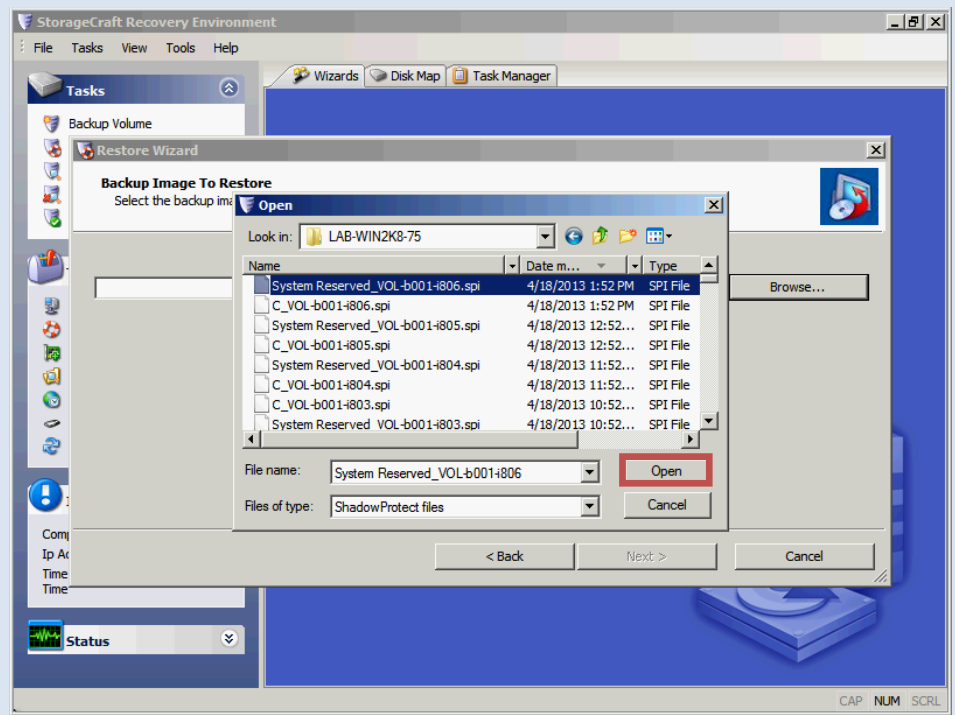 StorageCraft Recovery Environment
File Tasks View Tools Help
Tasks
Wizards Disk Map Task Manager
Backup Volume
Restore Wizard
Backup Image To Restore
Select the backup ima
Open
Look in: LAB-WIN2K8-75
Name Date m... Type
System Reserved_VOL-b001-i806.spi 4/18/2013 1:52 PM SPI File
C_VOL-b001-i806.spi 4/18/2013 1:52 PM SPI File
System Reserved_VOL-b001-i805.spi 4/18/2013 12:52... SPI File
C_VOL-b001-i805.spi 4/18/2013 12:52... SPI File
System Reserved_VOL-b001-i804.spi 4/18/2013 11:52... SPI File
C_VOL-b001-i804.spi 4/18/2013 11:52... SPI File
C_VOL-b001-i803.spi 4/18/2013 10:52... SPI File
System Reserved_VOL-b001-i803.spi 4/18/2013 10:52... SPI File
Browse...
File name: System Reserved_VOL-b001-i806 Open
Files of type: ShadowProtect files Cancel
Com
Ip A
Time
Time
< Back Next > Cancel
Status
CAP NUM SCRL